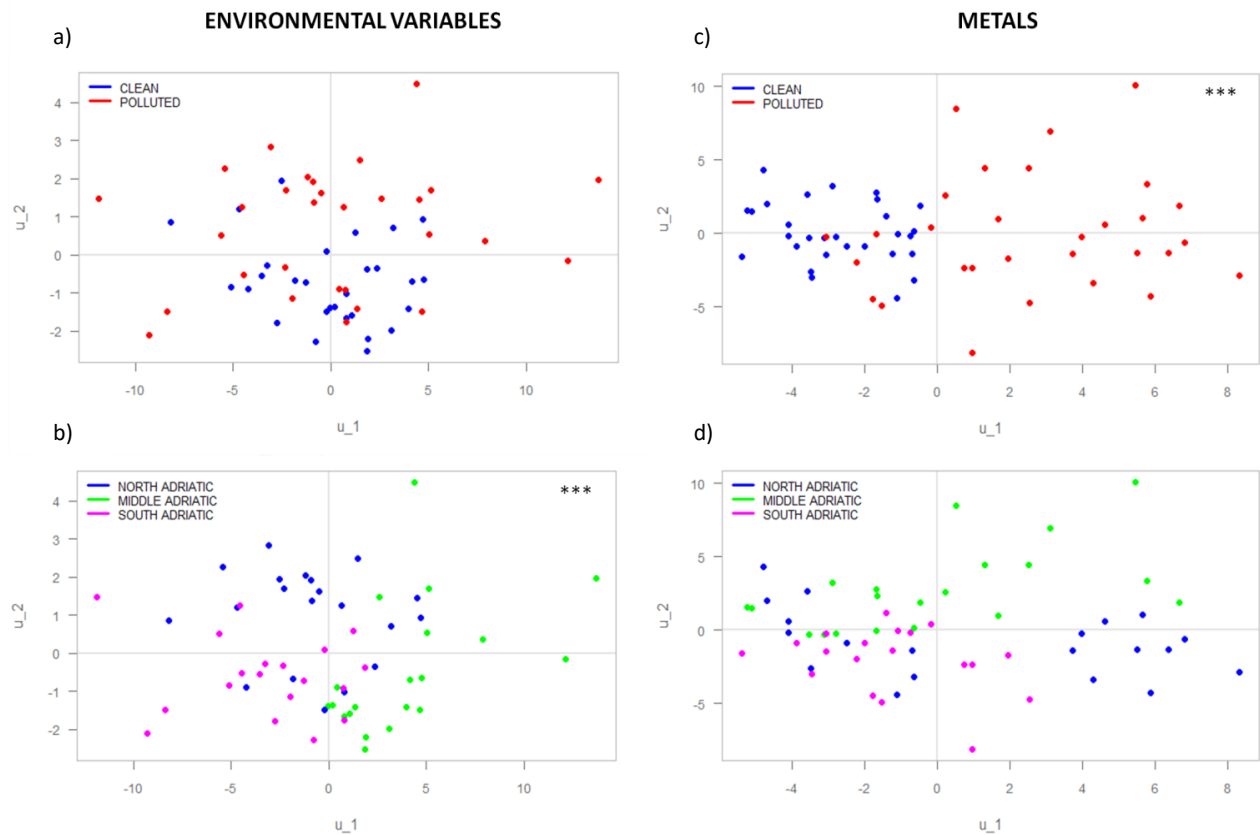 ENVIRONMENTAL VARIABLES
METALS
a)
c)
CLEAN
POLLUTED
4
3
2
1
0
-1
-2
u_2
-10
-5
0
5
10
u_1
CLEAN
POLLUTED
***
10
5
0
-5
u_2
-4
-2
0
2
4
6
8
u_1
b)
d)
NORTH ADRIATIC
MIDDLE ADRIATIC
SOUTH ADRIATIC
***
4
3
2
1
0
-1
-2
u_2
-10
-5
0
5
10
u_1
NORTH ADRIATIC
MIDDLE ADRIATIC
SOUTH ADRIATIC
10
5
0
-5
u_2
-4
-2
0
2
4
6
8
u_1